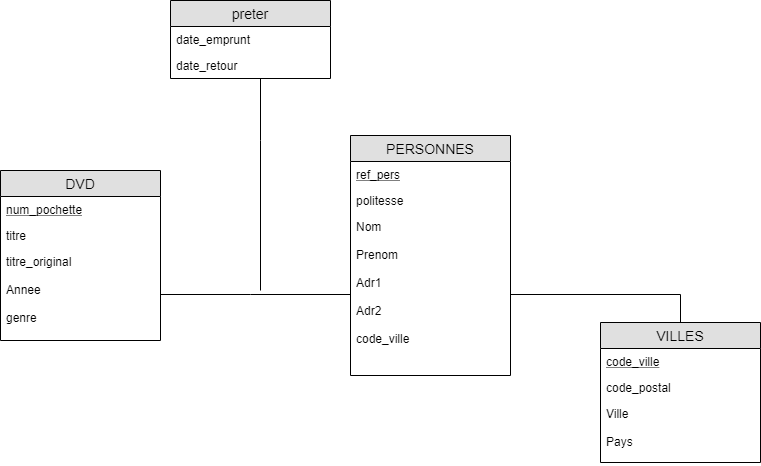 preter
date_emprunt
date_retour
DVD
num_pochette
titre
titre_original
Annee
genre
PERSONNES
ref_pers
politesse
Nom
Prenom
Adr1
Adr2
code_ville
VILLES
code_ville
code_postal
Ville
Pays